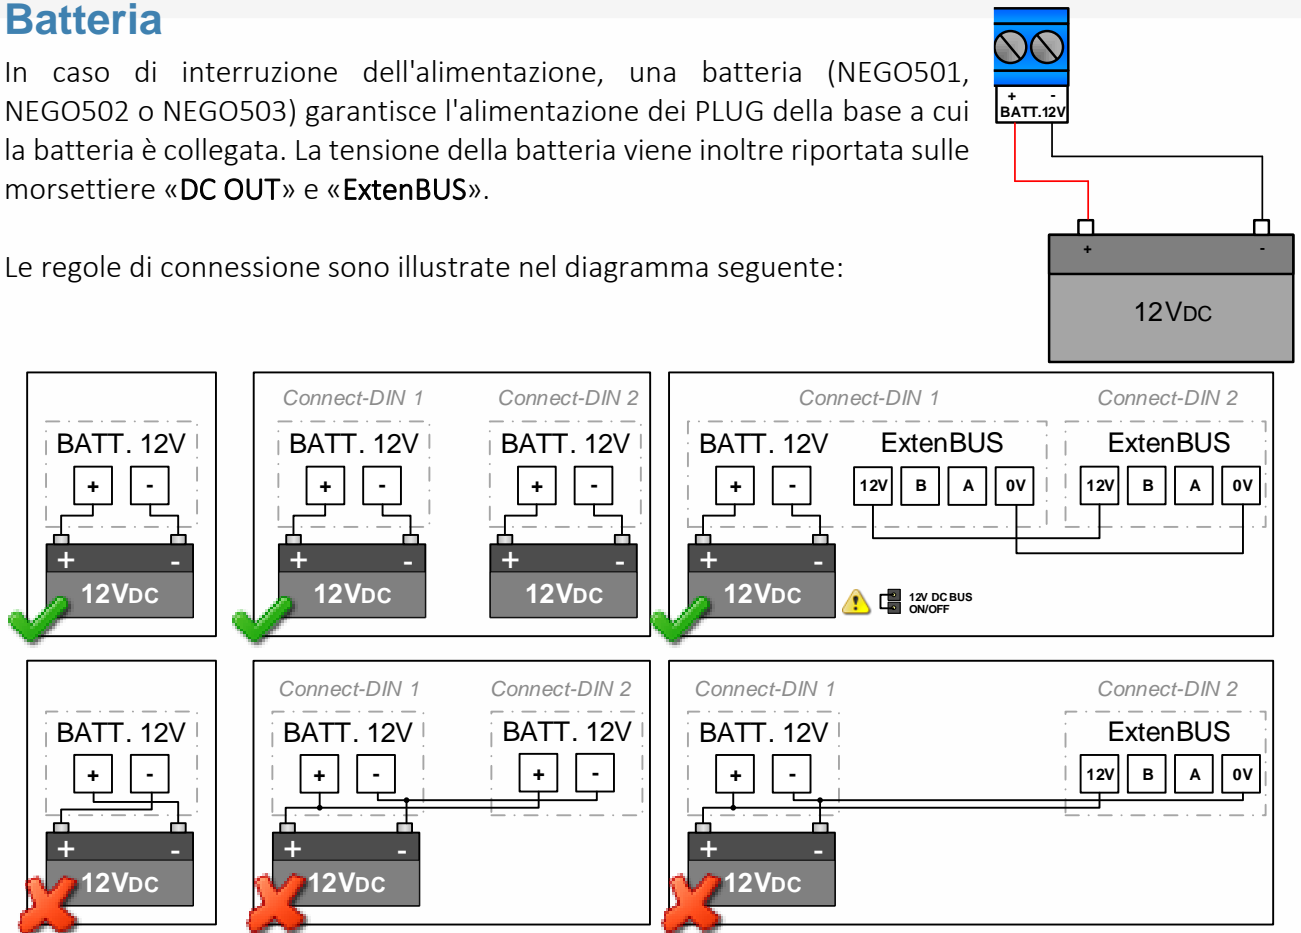 Batteria
In caso di interruzione dell'alimentazione, una batteria (NEGO501,
NEGO502 o NEGO503) garantisce l'alimentazione dei PLUG della base a cui
la batteria è collegata. La tensione della batteria viene inoltre riportata sulle
morsettiere «DC OUT» e «ExtenBUS».
Le regole di connessione sono illustrate nel diagramma seguente:
+ -
BATT.12V
+ -
12VDC
BATT. 12V
+ -
+ -
12VDC
Connect-DIN 1 Connect-DIN 2
BATT. 12V BATT. 12V
+ - + -
+ - + -
12VDC 12VDC
Connect-DIN 1 Connect-DIN 2
BATT. 12V ExtenBUS ExtenBUS
+ - 12V B A 0V 12V B A 0V
+ -
12VDC
! 12V DC BUS
ON/OFF
BATT. 12V
+ -
+ -
12VDC
Connect-DIN 1 Connect-DIN 2
BATT. 12V BATT. 12V
+ - + -
+ -
12VDC
Connect-DIN 1 Connect-DIN 2
BATT. 12V ExtenBUS
+ - 12V B A 0V
+ -
12VDC